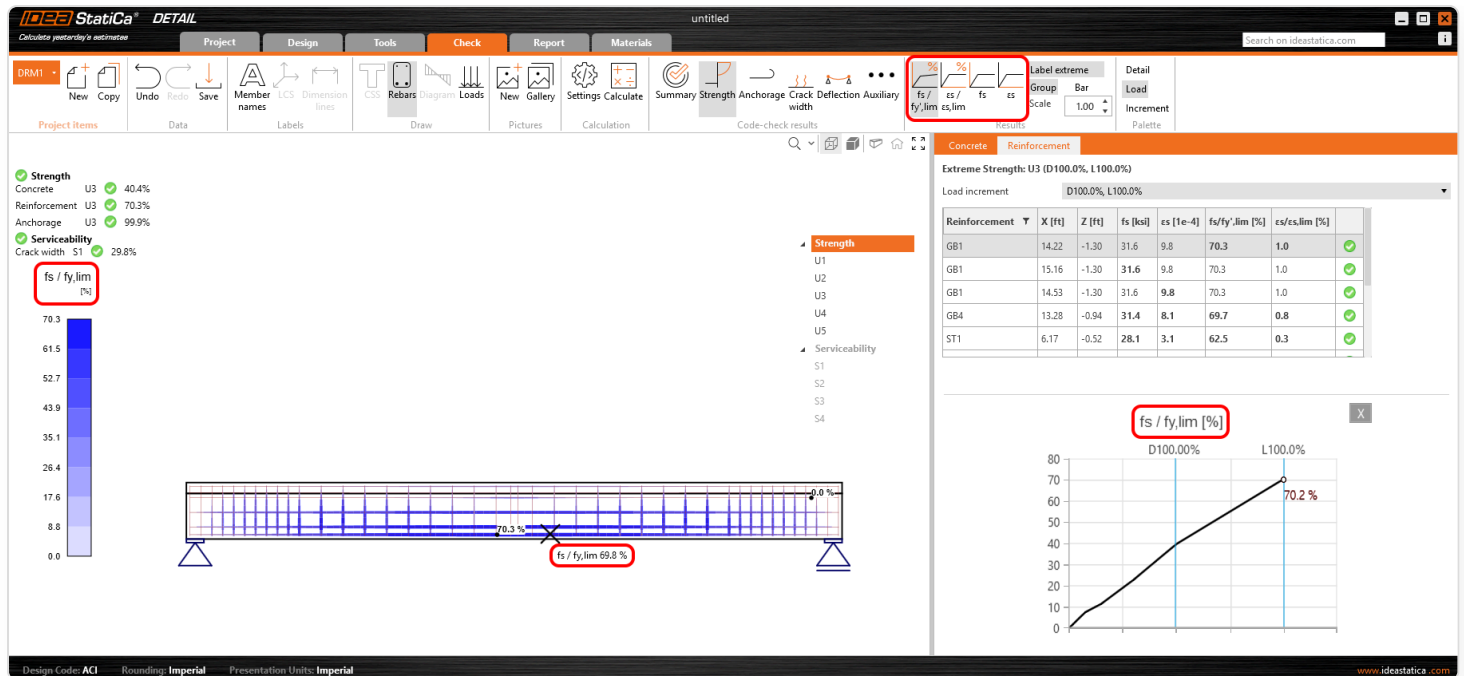 IDEA StatiCa® DETAIL
untitled
Calculate yesterday's estimates
Project Design Tools Check Report Materials
Search on ideastatica.com
i
DRM1
New Copy
Undo Redo Save
Member names
LCS
Dimension lines
CSS Rebars Diagram Loads
New Gallery
Settings Calculate
Summary Strength Anchorage Crack width Deflection Auxiliary
% fs / fy',lim
% εs / εs,lim
fs
εs
Label extreme
Group Bar
Scale 1.00
Detail
Load
Increment
Project items Data Labels Draw Pictures Calculation Code-check results Results Palette
Strength
Concrete U3 40.4%
Reinforcement U3 70.3%
Anchorage U3 99.9%
Serviceability
Crack width S1 29.8%
fs / fy,lim
[%]
70.3
61.5
52.7
43.9
35.1
26.4
17.6
8.8
0.0
Strength
U1
U2
U3
U4
U5
Serviceability
S1
S2
S3
S4
0.0 %
70.3 %
fs / fy,lim 69.8 %
Concrete Reinforcement
Extreme Strength: U3 (D100.0%, L100.0%)
Load increment D100.0%, L100.0%
Reinforcement X [ft] Z [ft] fs [ksi] εs [1e-4] fs/fy',lim [%] εs/εs,lim [%]
GB1 14.22 -1.30 31.6 9.8 70.3 1.0
GB1 15.16 -1.30 31.6 9.8 70.3 1.0
GB1 14.53 -1.30 31.6 9.8 70.3 1.0
GB4 13.28 -0.94 31.4 8.1 69.7 0.8
ST1 6.17 -0.52 28.1 3.1 62.5 0.3
fs / fy,lim [%]
X
D100.00% L100.0%
80
70
70.2 %
60
50
40
30
20
10
0
Design Code: ACI Rounding: Imperial Presentation Units: Imperial
www.ideastatica.com